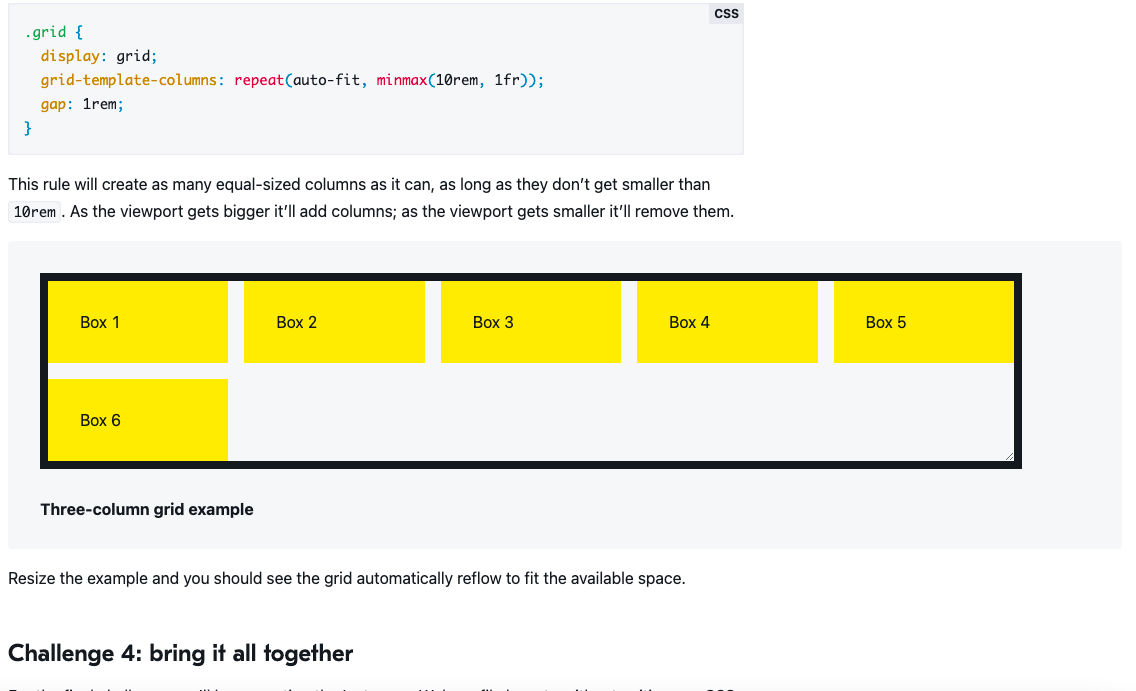 CSS
.grid {
display: grid;
grid-template-columns: repeat(auto-fit, minmax(10rem, 1fr));
gap: 1rem;
}
This rule will create as many equal-sized columns as it can, as long as they don’t get smaller than
10rem . As the viewport gets bigger it’ll add columns; as the viewport gets smaller it’ll remove them.
Box 1 Box 2 Box 3 Box 4 Box 5
Box 6
Three-column grid example
Resize the example and you should see the grid automatically reflow to fit the available space.
Challenge 4: bring it all together